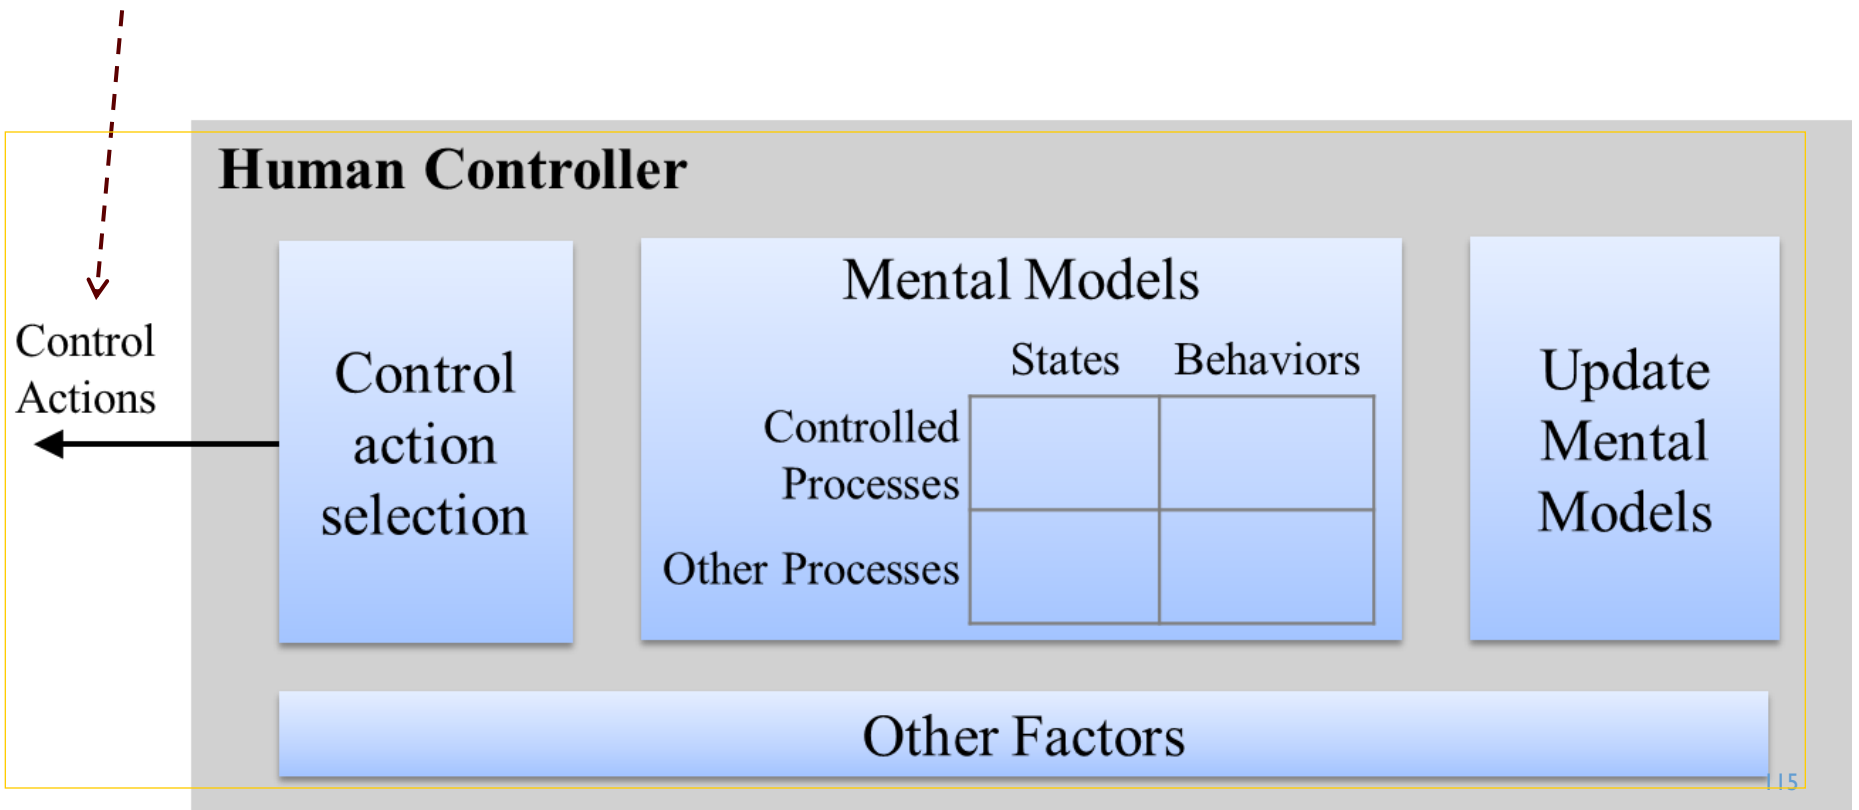 Human Controller
Control
Actions
Control
action
selection
Mental Models
States Behaviors
Controlled
Processes
Other Processes
Update
Mental
Models
Other Factors
115